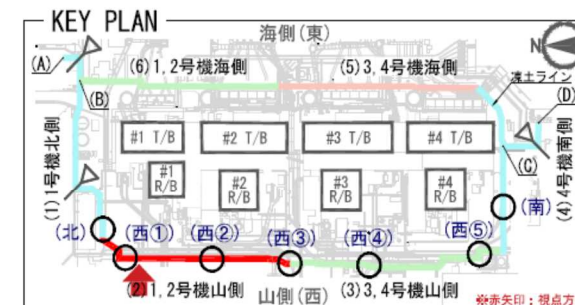 KEY PLAN
海側(東)
N
(A)
(6)1,2号機海側
(5)3,4号機海側
凍土ライン
(B)
(D)
#1 T/B
#2 T/B
#3 T/B
#4 T/B
(1)1号機北側
#1
R/B
#2
R/B
#3
R/B
#4
R/B
(C)
(4)4号機南側
(北)
(西①)
(西②)
(西③)
(西④)
(西⑤)
(南)
(2)1,2号機山側
山側(西)
(3)3,4号機山側
※赤矢印:視点方